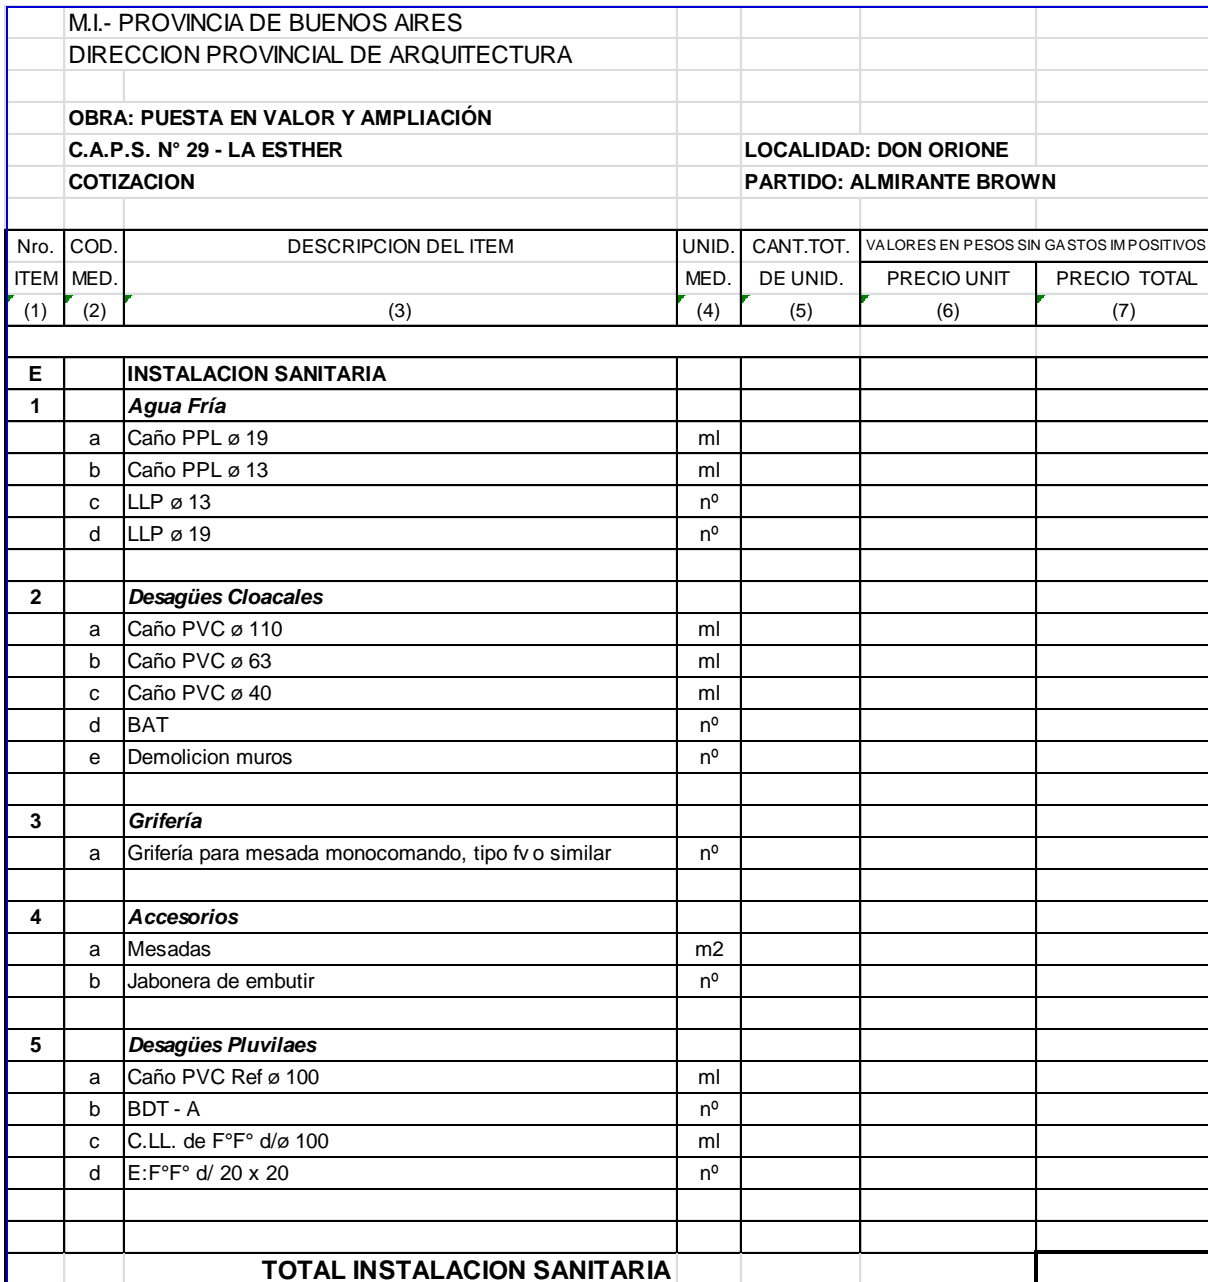 M.I.- PROVINCIA DE BUENOS AIRES
DIRECCION PROVINCIAL DE ARQUITECTURA
OBRA: PUESTA EN VALOR Y AMPLIACIÓN
C.A.P.S. N° 29 - LA ESTHER LOCALIDAD: DON ORIONE
COTIZACION PARTIDO: ALMIRANTE BROWN
Nro. COD. DESCRIPCION DEL ITEM UNID. CANT.TOT. VALORES EN PESOS SIN GASTOS IMPOSITIVOS
ITEM MED. MED. DE UNID. PRECIO UNIT PRECIO TOTAL
(1) (2) (3) (4) (5) (6) (7)
E INSTALACION SANITARIA
1 Agua Fría
a Caño PPL ø 19 ml
b Caño PPL ø 13 ml
c LLP ø 13 nº
d LLP ø 19 nº
2 Desagües Cloacales
a Caño PVC ø 110 ml
b Caño PVC ø 63 ml
c Caño PVC ø 40 ml
d BAT nº
e Demolicion muros nº
3 Grifería
a Grifería para mesada monocomando, tipo fv o similar nº
4 Accesorios
a Mesadas m2
b Jabonera de embutir nº
5 Desagües Pluvilaes
a Caño PVC Ref ø 100 ml
b BDT - A nº
c C.LL. de F°F° d/ø 100 ml
d E:F°F° d/ 20 x 20 nº
TOTAL INSTALACION SANITARIA